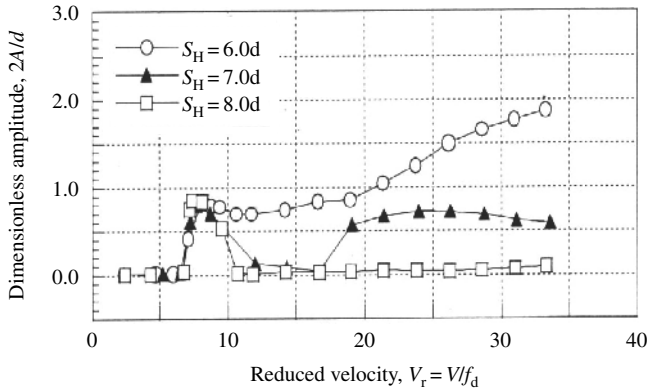 Dimensionless amplitude, 2A/d
3.0
2.0
1.0
0.0
S_H = 6.0d
S_H = 7.0d
S_H = 8.0d
0 10 20 30 40
Reduced velocity, V_r = V/f_d